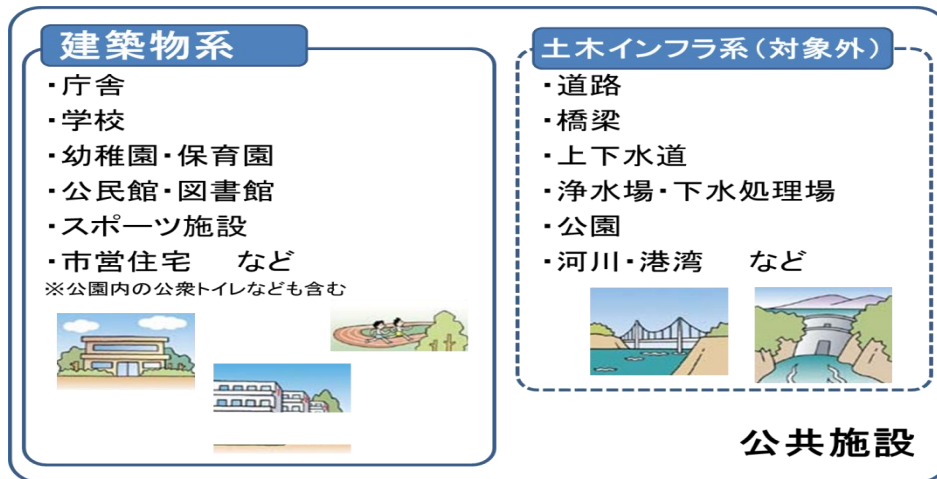 建築物系
・庁舎
・学校
・幼稚園・保育園
・公民館・図書館
・スポーツ施設
・市営住宅　など
※公園内の公衆トイレなども含む
土木インフラ系(対象外)
・道路
・橋梁
・上下水道
・浄水場・下水処理場
・公園
・河川・港湾　など
公共施設